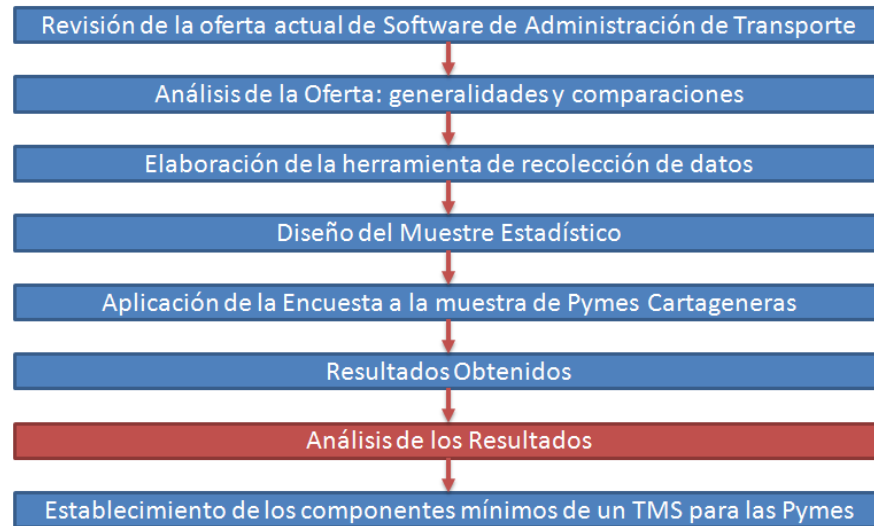 Revisión de la oferta actual de Software de Administración de Transporte
Análisis de la Oferta: generalidades y comparaciones
Elaboración de la herramienta de recolección de datos
Diseño del Muestre Estadístico
Aplicación de la Encuesta a la muestra de Pymes Cartageneras
Resultados Obtenidos
Análisis de los Resultados
Establecimiento de los componentes mínimos de un TMS para las Pymes